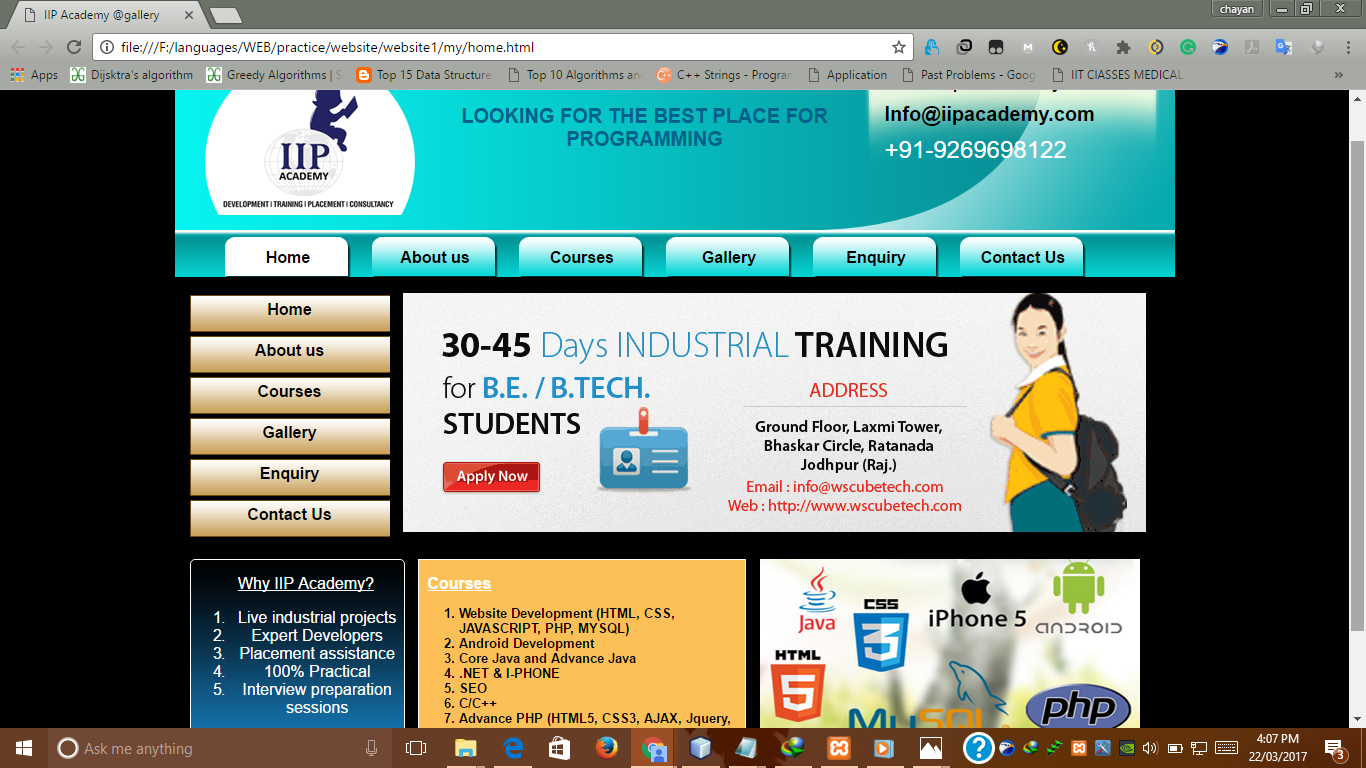 IIP Academy @gallery
chayan
file:///F:/languages/WEB/practice/website/website1/my/home.html
Apps
Dijsktra's algorithm
Greedy Algorithms | S
Top 15 Data Structure
Top 10 Algorithms an
C++ Strings - Progran
Application
Past Problems - Goog
IIT ClASSES MEDICAL
»
IIP
ACADEMY
DEVELOPMENT | TRAINING | PLACEMENT | CONSULTANCY
LOOKING FOR THE BEST PLACE FOR
PROGRAMMING
Info@iipacademy.com
+91-9269698122
Home
About us
Courses
Gallery
Enquiry
Contact Us
Home
About us
Courses
Gallery
Enquiry
Contact Us
30-45 Days INDUSTRIAL TRAINING
for B.E. / B.TECH.
STUDENTS
Apply Now
ADDRESS
Ground Floor, Laxmi Tower,
Bhaskar Circle, Ratanada
Jodhpur (Raj.)
Email : info@wscubetech.com
Web : http://www.wscubetech.com
Why IIP Academy?
1. Live industrial projects
2. Expert Developers
3. Placement assistance
4. 100% Practical
5. Interview preparation
sessions
Courses
1. Website Development (HTML, CSS,
JAVASCRIPT, PHP, MYSQL)
2. Android Development
3. Core Java and Advance Java
4. .NET & I-PHONE
5. SEO
6. C/C++
7. Advance PHP (HTML5, CSS3, AJAX, Jquery,
Java
CSS
3
iPhone 5
ANDROID
HTML
5
MySQL
php
Ask me anything
4:07 PM
22/03/2017
3